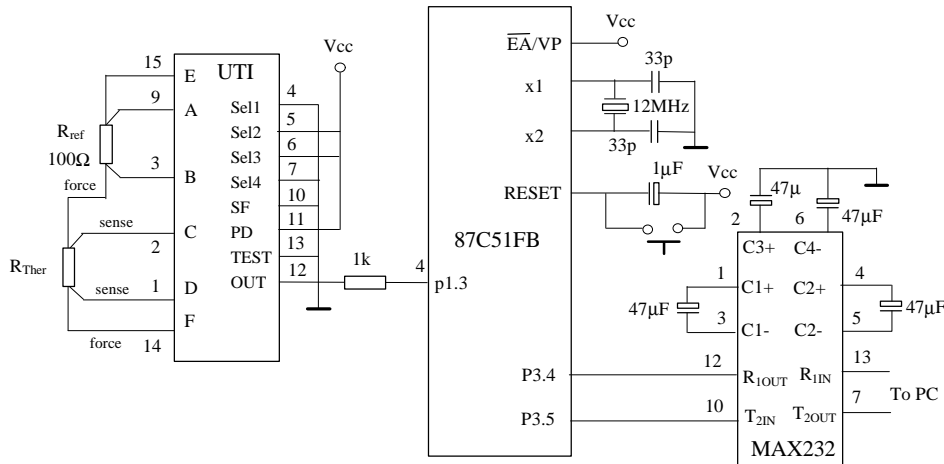 UTI
Vcc
15
E
9
A
Rref
100Ω
3
B
force
sense
C
2
RTher
sense
1
D
F
force
14
4
Sel1
5
Sel2
6
Sel3
7
Sel4
10
SF
11
PD
13
TEST
12
OUT
1k
4
p1.3
87C51FB
EA/VP
Vcc
x1
33p
12MHz
x2
33p
RESET
1µF
Vcc
P3.4
P3.5
47µ
47µF
2
6
C3+
C4-
1
C1+
C2+
4
47µF
47µF
3
C1-
C2-
5
12
R1OUT
R1IN
13
10
T2IN
T2OUT
7
To PC
MAX232